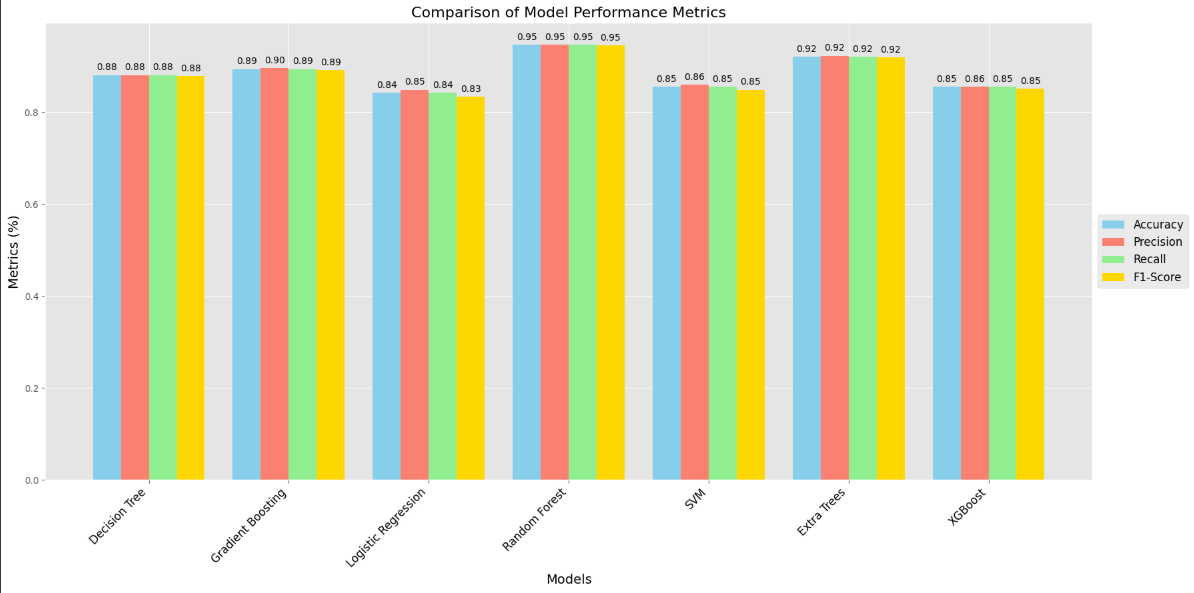 Comparison of Model Performance Metrics
0.88 0.88 0.88 0.88
0.89 0.90 0.89 0.89
0.84 0.85 0.84 0.83
0.95 0.95 0.95 0.95
0.85 0.86 0.85 0.85
0.92 0.92 0.92 0.92
0.85 0.86 0.85 0.85
Metrics (%)
0.8
0.6
0.4
0.2
0.0
Accuracy
Precision
Recall
F1-Score
Decision Tree
Gradient Boosting
Logistic Regression
Random Forest
SVM
Extra Trees
XGBoost
Models